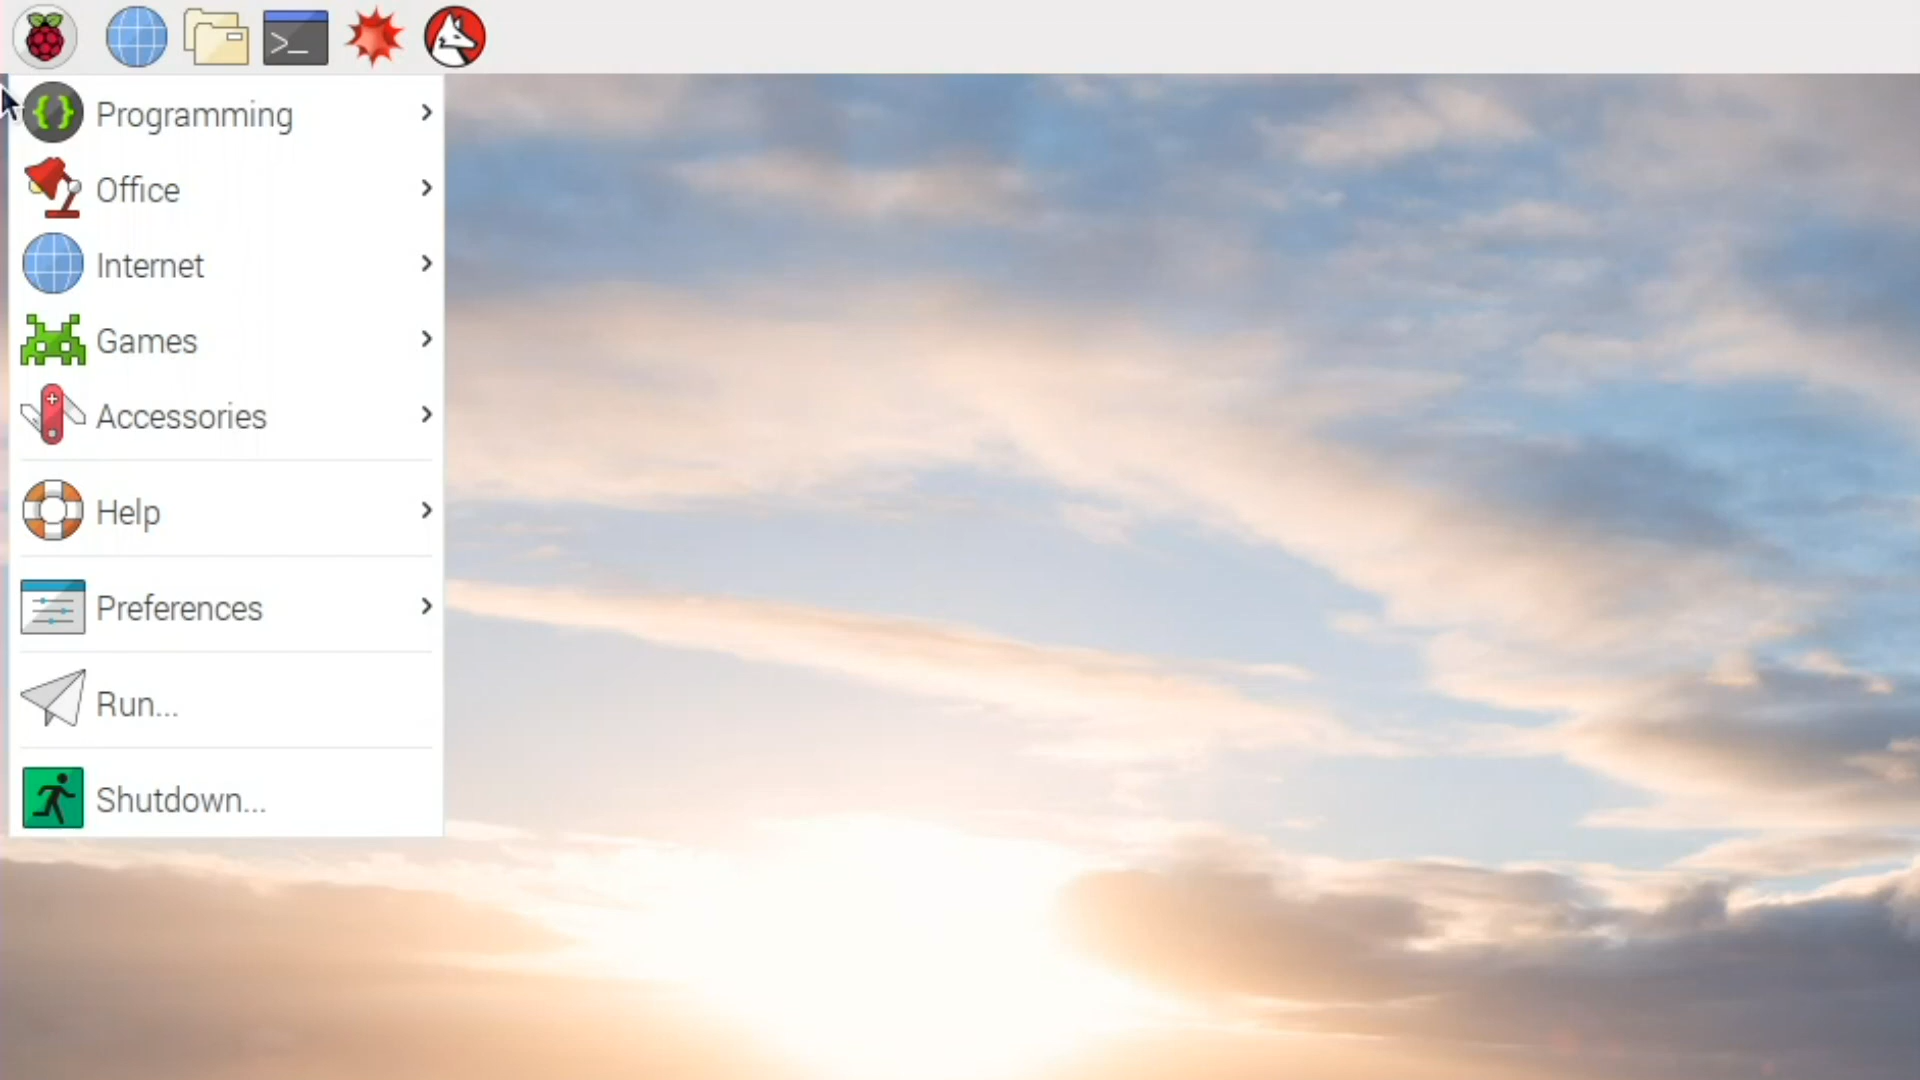 >_
Programming
Office
Internet
Games
Accessories
Help
Preferences
Run...
Shutdown...